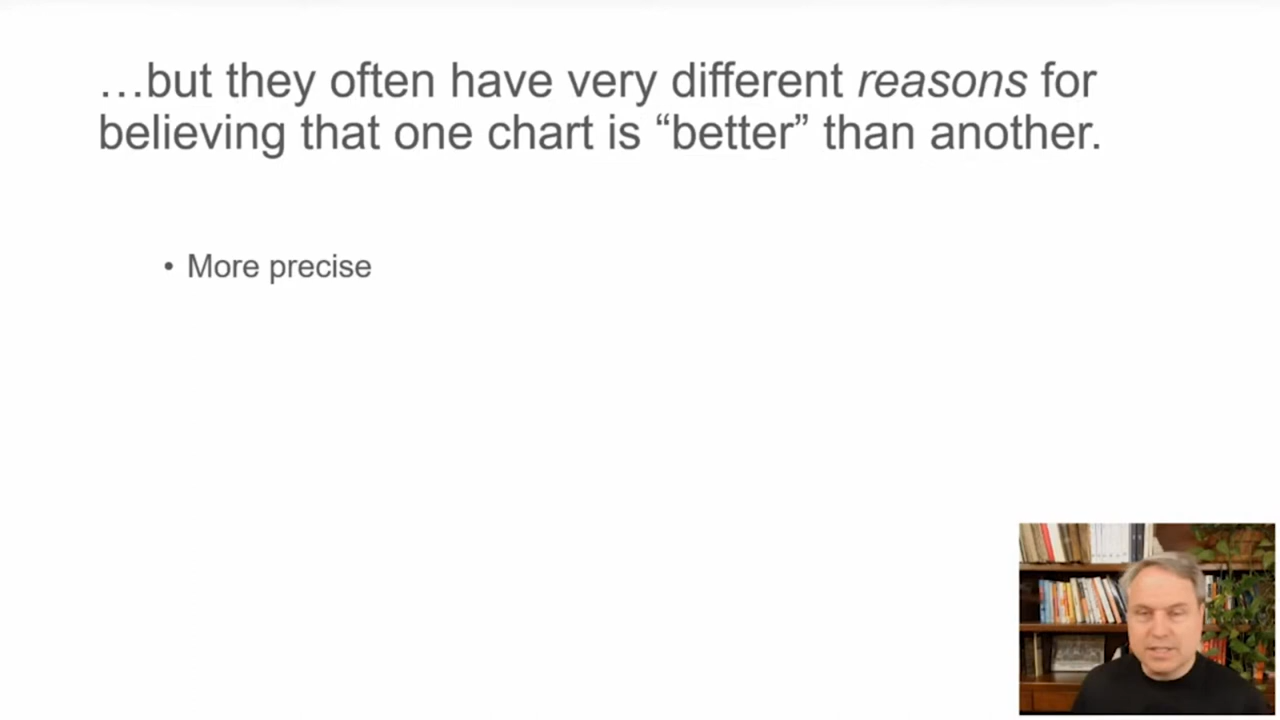 …but they often have very different reasons for
believing that one chart is “better” than another.
• More precise